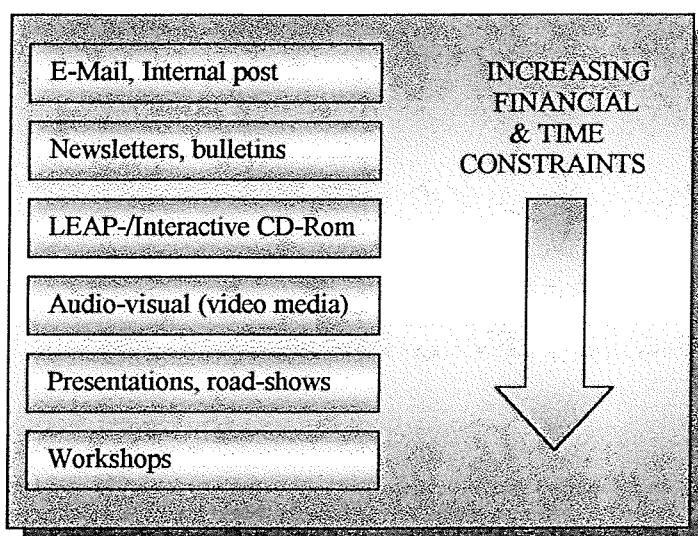 E-Mail, Internal post
Newsletters, bulletins
LEAP-/Interactive CD-Rom
Audio-visual (video media)
Presentations, road-shows
Workshops
INCREASING
FINANCIAL
& TIME
CONSTRAINTS